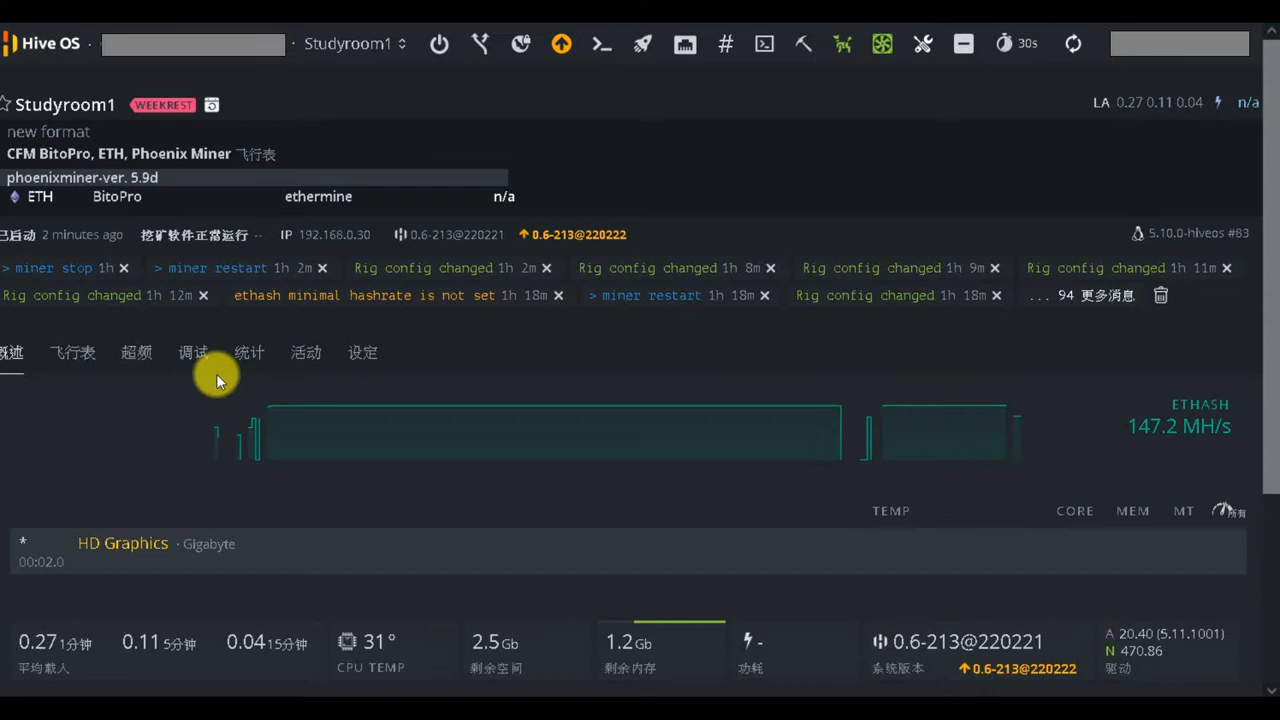 Hive OS · · Studyroom1 30s
Studyroom1 WEEKREST LA 0.27 0.11 0.04 n/a
new format
CFM BitoPro, ETH, Phoenix Miner 飞行表
phoenixminer-ver. 5.9d
ETH BitoPro ethermine n/a
已启动 2 minutes ago 挖矿软件正常运行 -- IP 192.168.0.30 0.6-213@220221 0.6-213@220222 5.10.0-hiveos #83
> miner stop 1h × > miner restart 1h 2m × Rig config changed 1h 2m × Rig config changed 1h 8m × Rig config changed 1h 9m × Rig config changed 1h 11m ×
Rig config changed 1h 12m × ethash minimal hashrate is not set 1h 18m × > miner restart 1h 18m × Rig config changed 1h 18m × ... 94 更多消息
概述 飞行表 超频 调试 统计 活动 设定
ETHASH
147.2 MH/s
TEMP CORE MEM MT 所有
* HD Graphics · Gigabyte
00:02.0
0.27 1分钟 0.11 5分钟 0.04 15分钟 31° 2.5 Gb 1.2 Gb - 0.6-213@220221 A 20.40 (5.11.1001)
N 470.86
平均载人 CPU TEMP 剩余空间 剩余内存 功耗 系统版本 0.6-213@220222 驱动